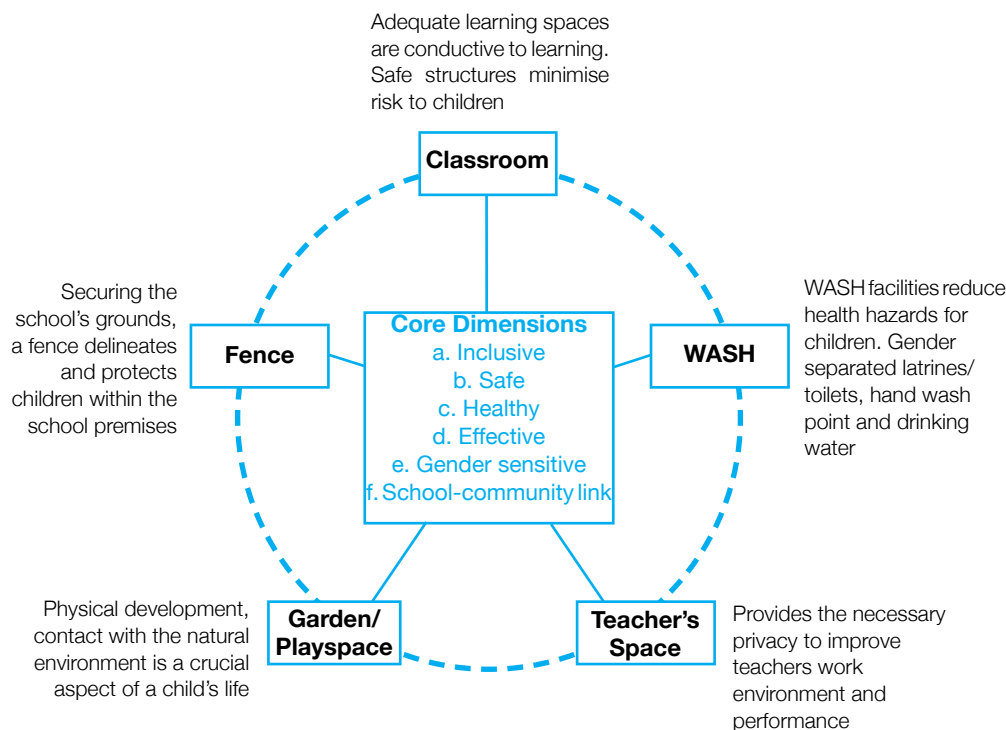 Adequate learning spaces
are conductive to learning.
Safe structures minimise
risk to children
Classroom
Securing the
school's grounds,
a fence delineates
and protects
children within the
school premises
Fence
Core Dimensions
a. Inclusive
b. Safe
c. Healthy
d. Effective
e. Gender sensitive
f. School-community link
WASH
WASH facilities reduce
health hazards for
children. Gender
separated latrines/
toilets, hand wash
point and drinking
water
Physical development,
contact with the natural
environment is a crucial
aspect of a child's life
Garden/
Playspace
Teacher's
Space
Provides the necessary
privacy to improve
teachers work
environment and
performance